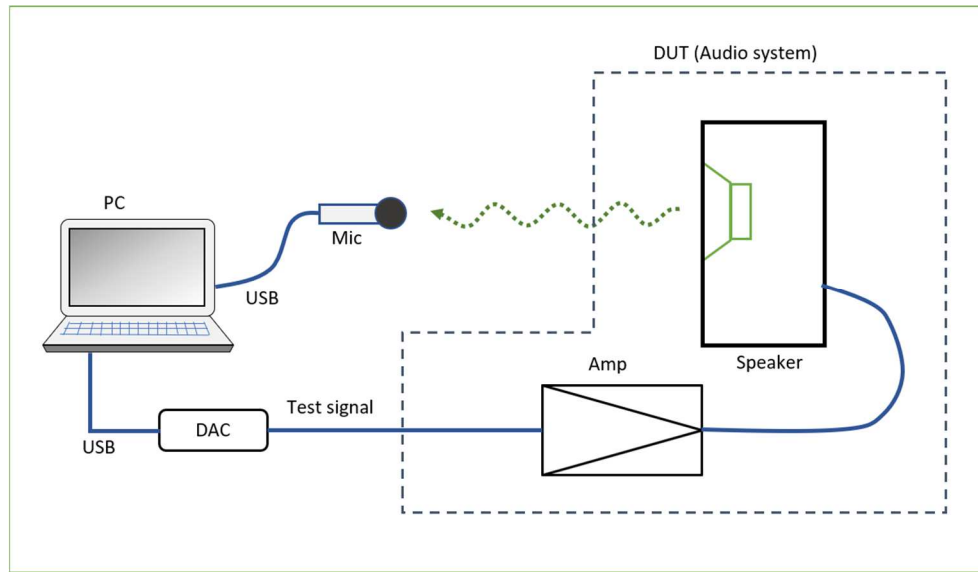 DUT (Audio system)
PC
Mic
USB
Speaker
Amp
Test signal
DAC
USB